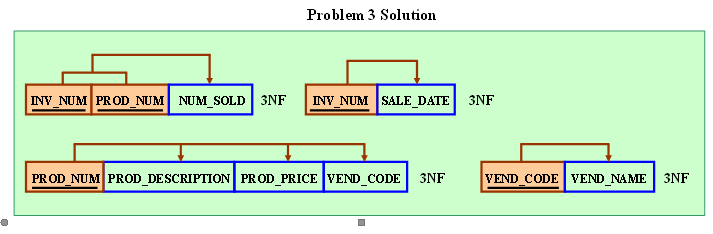 Problem 3 Solution
INV_NUM PROD_NUM NUM_SOLD 3NF INV_NUM SALE_DATE 3NF
PROD_NUM PROD_DESCRIPTION PROD_PRICE VEND_CODE 3NF VEND_CODE VEND_NAME 3NF